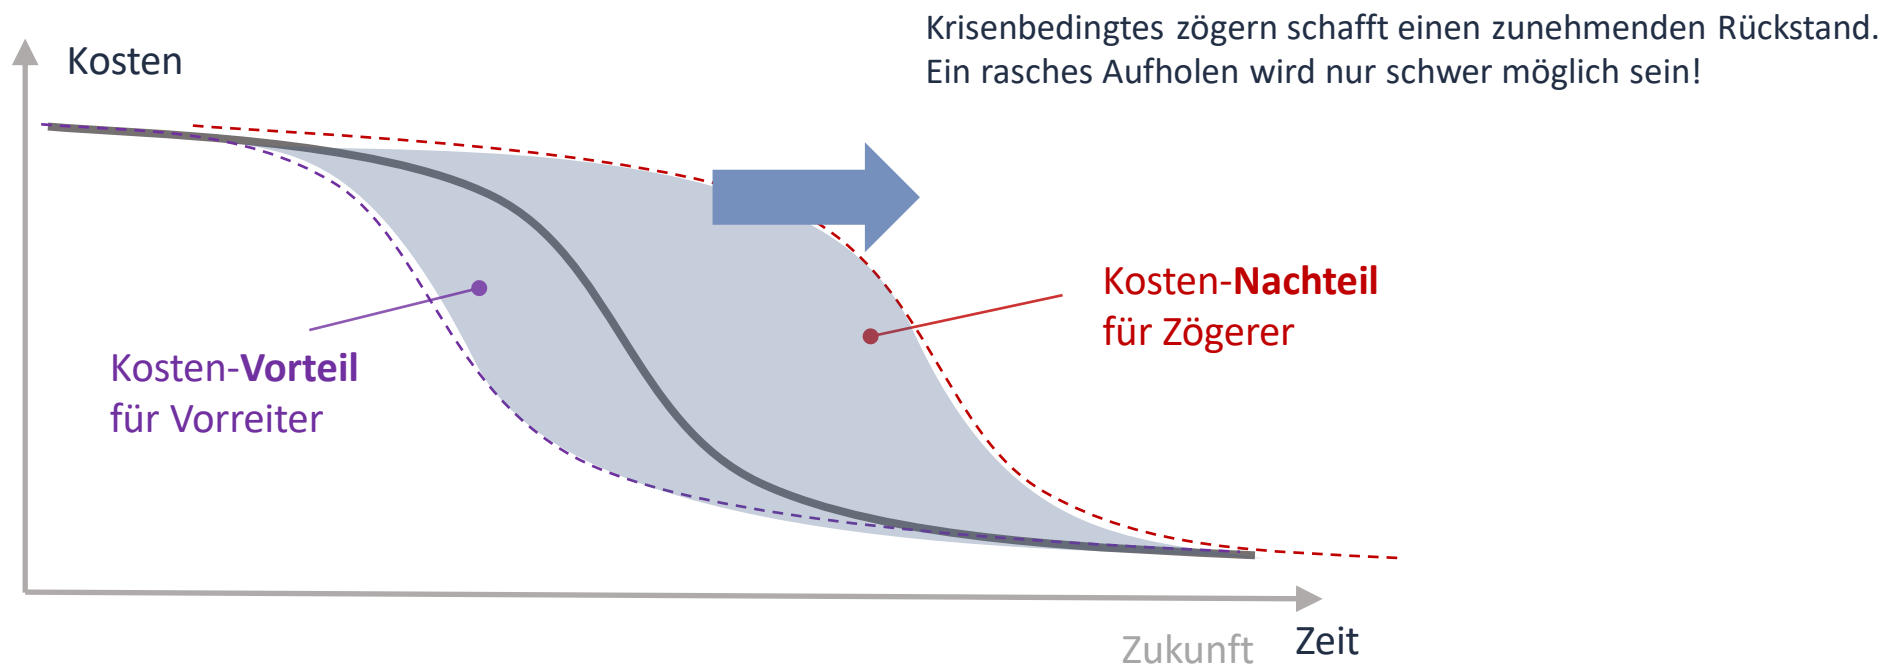 Krisenbedingtes zögern schafft einen zunehmenden Rückstand.
Ein rasches Aufholen wird nur schwer möglich sein!
Kosten
Kosten-Nachteil
für Zögerer
Kosten-Vorteil
für Vorreiter
Zukunft
Zeit